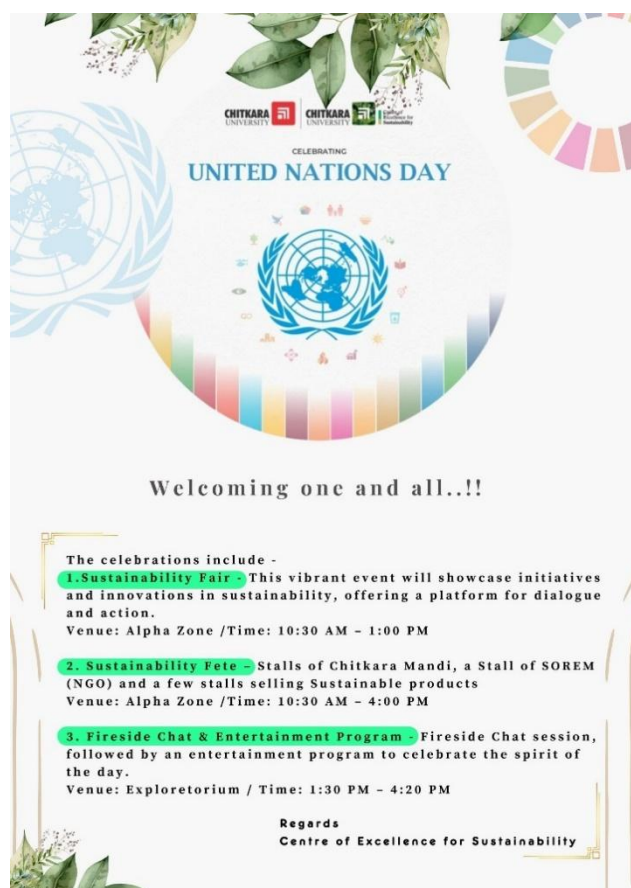 CHITKARA UNIVERSITY
CHITKARA UNIVERSITY
Centre of Excellence for Sustainability
CELEBRATING
UNITED NATIONS DAY
Welcoming one and all..!!
The celebrations include -
1.Sustainability Fair - This vibrant event will showcase initiatives
and innovations in sustainability, offering a platform for dialogue
and action.
Venue: Alpha Zone /Time: 10:30 AM – 1:00 PM
2. Sustainability Fete – Stalls of Chitkara Mandi, a Stall of SOREM
(NGO) and a few stalls selling Sustainable products
Venue: Alpha Zone /Time: 10:30 AM – 4:00 PM
3. Fireside Chat & Entertainment Program - Fireside Chat session,
followed by an entertainment program to celebrate the spirit of
the day.
Venue: Exploretorium / Time: 1:30 PM – 4:20 PM
Regards
Centre of Excellence for Sustainability